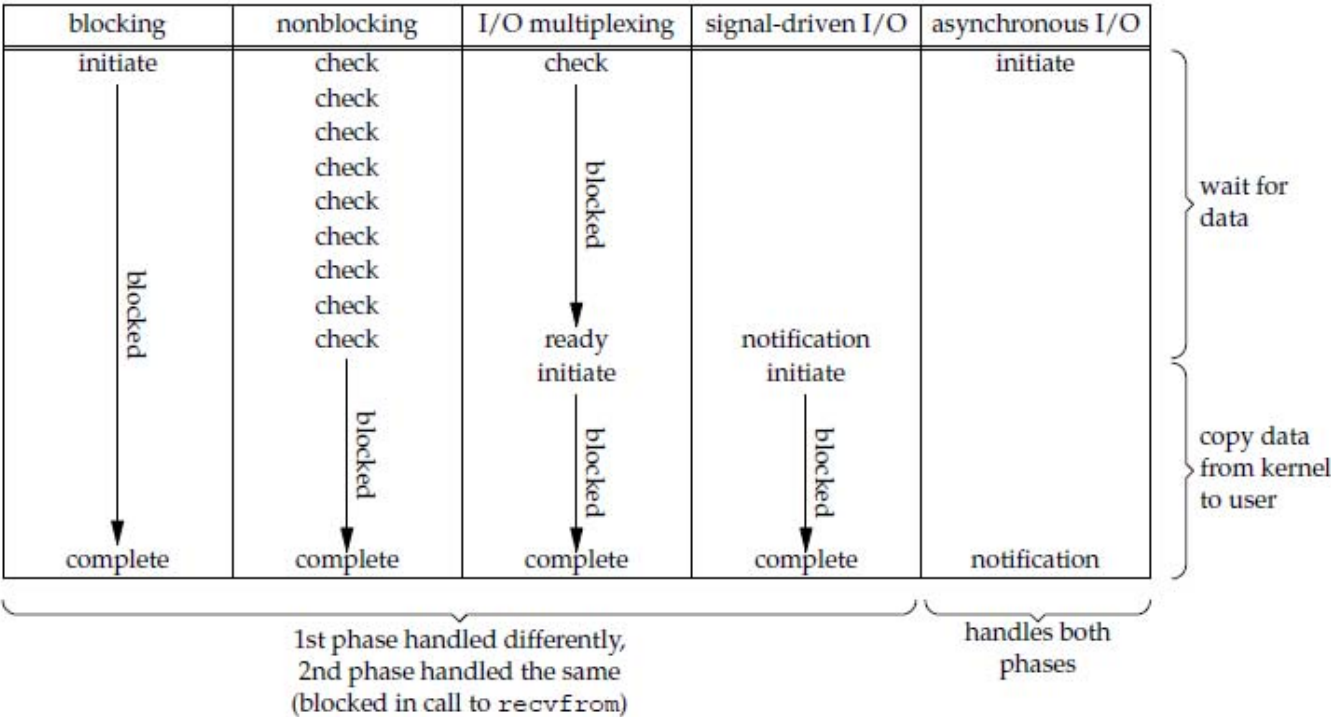 blocking nonblocking I/O multiplexing signal-driven I/O asynchronous I/O
initiate check check initiate
check
check
check
check
check
check
check
check ready notification
initiate initiate
blocked
blocked
blocked
blocked
blocked
complete complete complete complete notification
wait for
data
copy data
from kernel
to user
1st phase handled differently,
2nd phase handled the same
(blocked in call to recvfrom)
handles both
phases